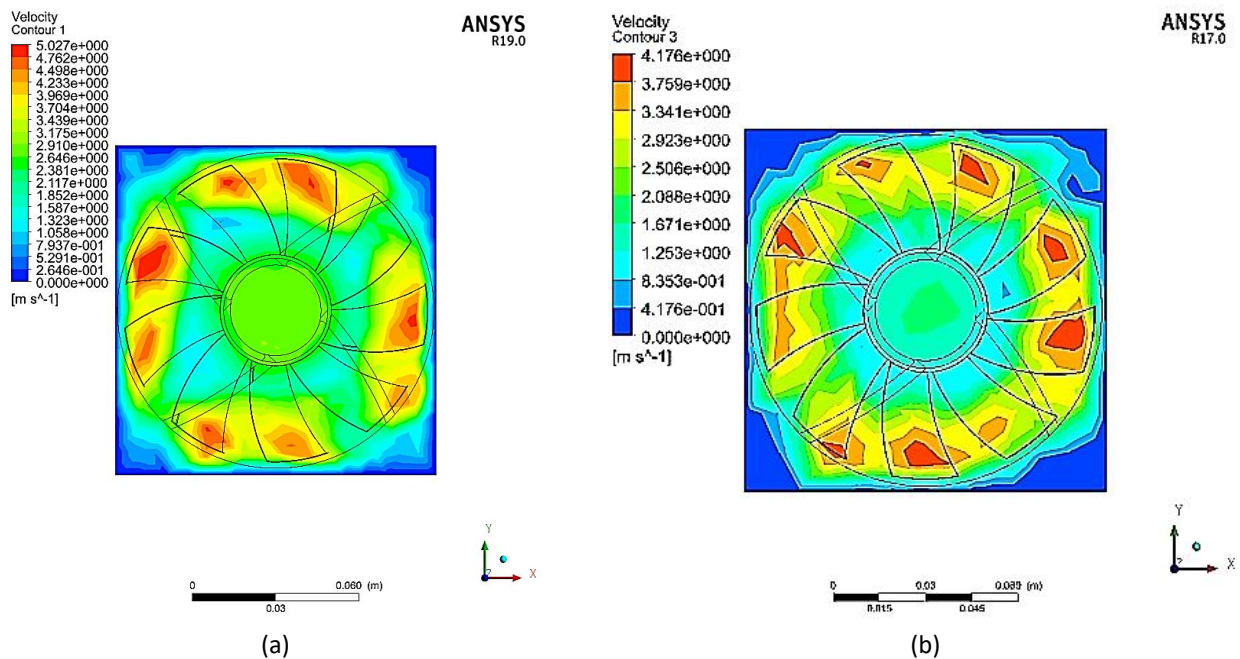 Velocity
Contour 1
5.027e+000
4.762e+000
4.498e+000
4.233e+000
3.969e+000
3.704e+000
3.439e+000
3.175e+000
2.910e+000
2.646e+000
2.381e+000
2.117e+000
1.852e+000
1.587e+000
1.323e+000
1.058e+000
7.937e-001
5.291e-001
2.646e-001
0.000e+000
[m s^-1]
ANSYS
R19.0
Y
X
Z
0 0.060 (m)
0.03
(a)
Velocity
Contour 3
4.176e+000
3.759e+000
3.341e+000
2.923e+000
2.506e+000
2.088e+000
1.671e+000
1.253e+000
8.353e-001
4.176e-001
0.000e+000
[m s^-1]
ANSYS
R17.0
Y
X
Z
0 0.03 (m)
0.015 0.045
(b)